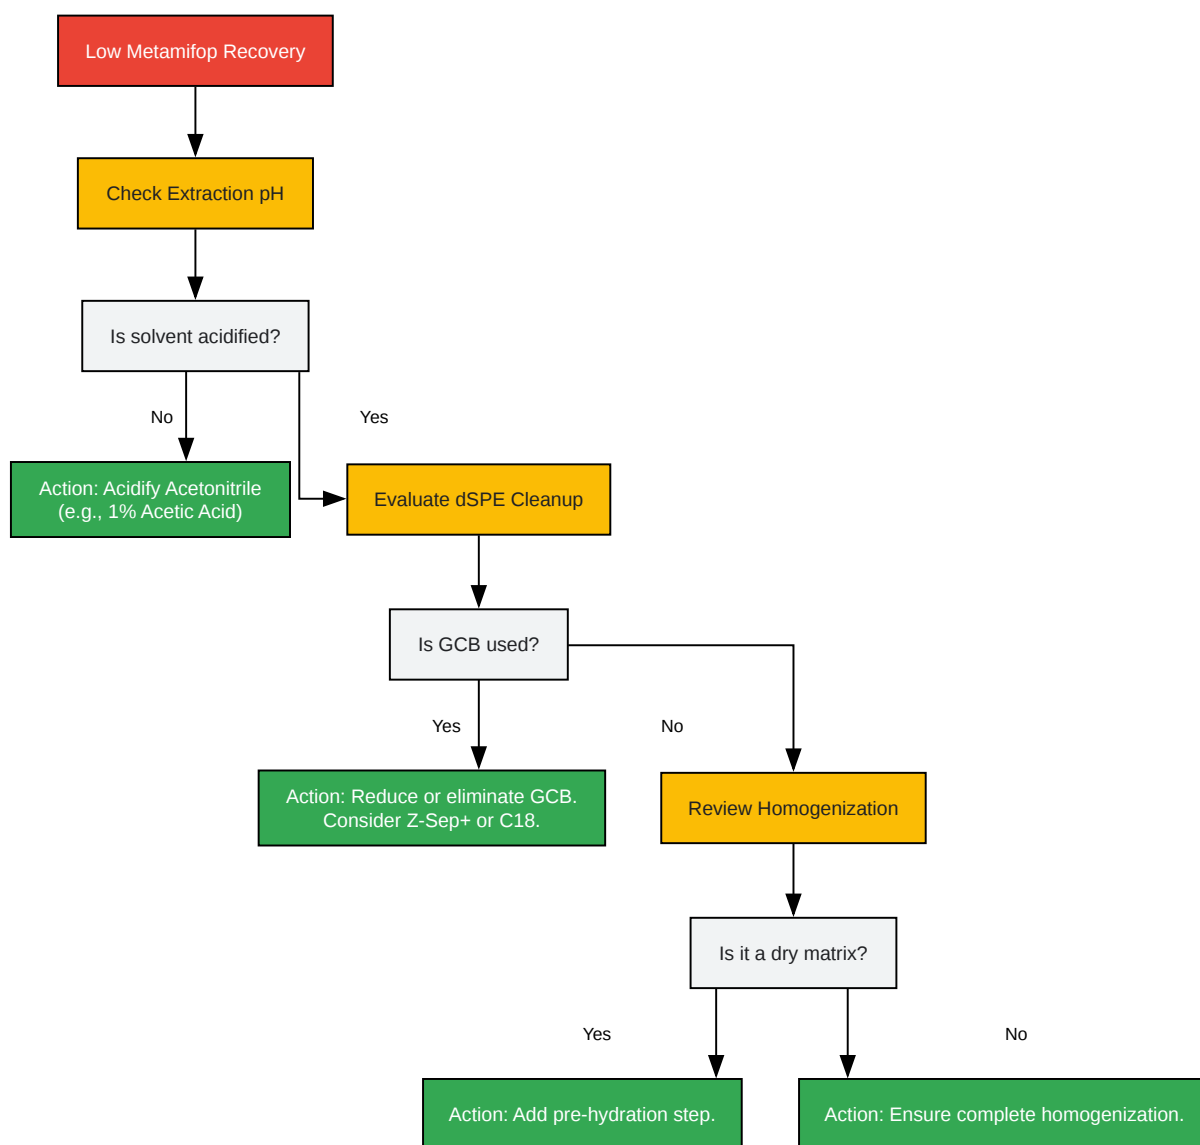 Low Metamifop Recovery
Check Extraction pH
Is solvent acidified?
No
Yes
Action: Acidify Acetonitrile
(e.g., 1% Acetic Acid)
Evaluate dSPE Cleanup
Is GCB used?
Yes
No
Action: Reduce or eliminate GCB.
Consider Z-Sep+ or C18.
Review Homogenization
Is it a dry matrix?
Yes
No
Action: Add pre-hydration step.
Action: Ensure complete homogenization.